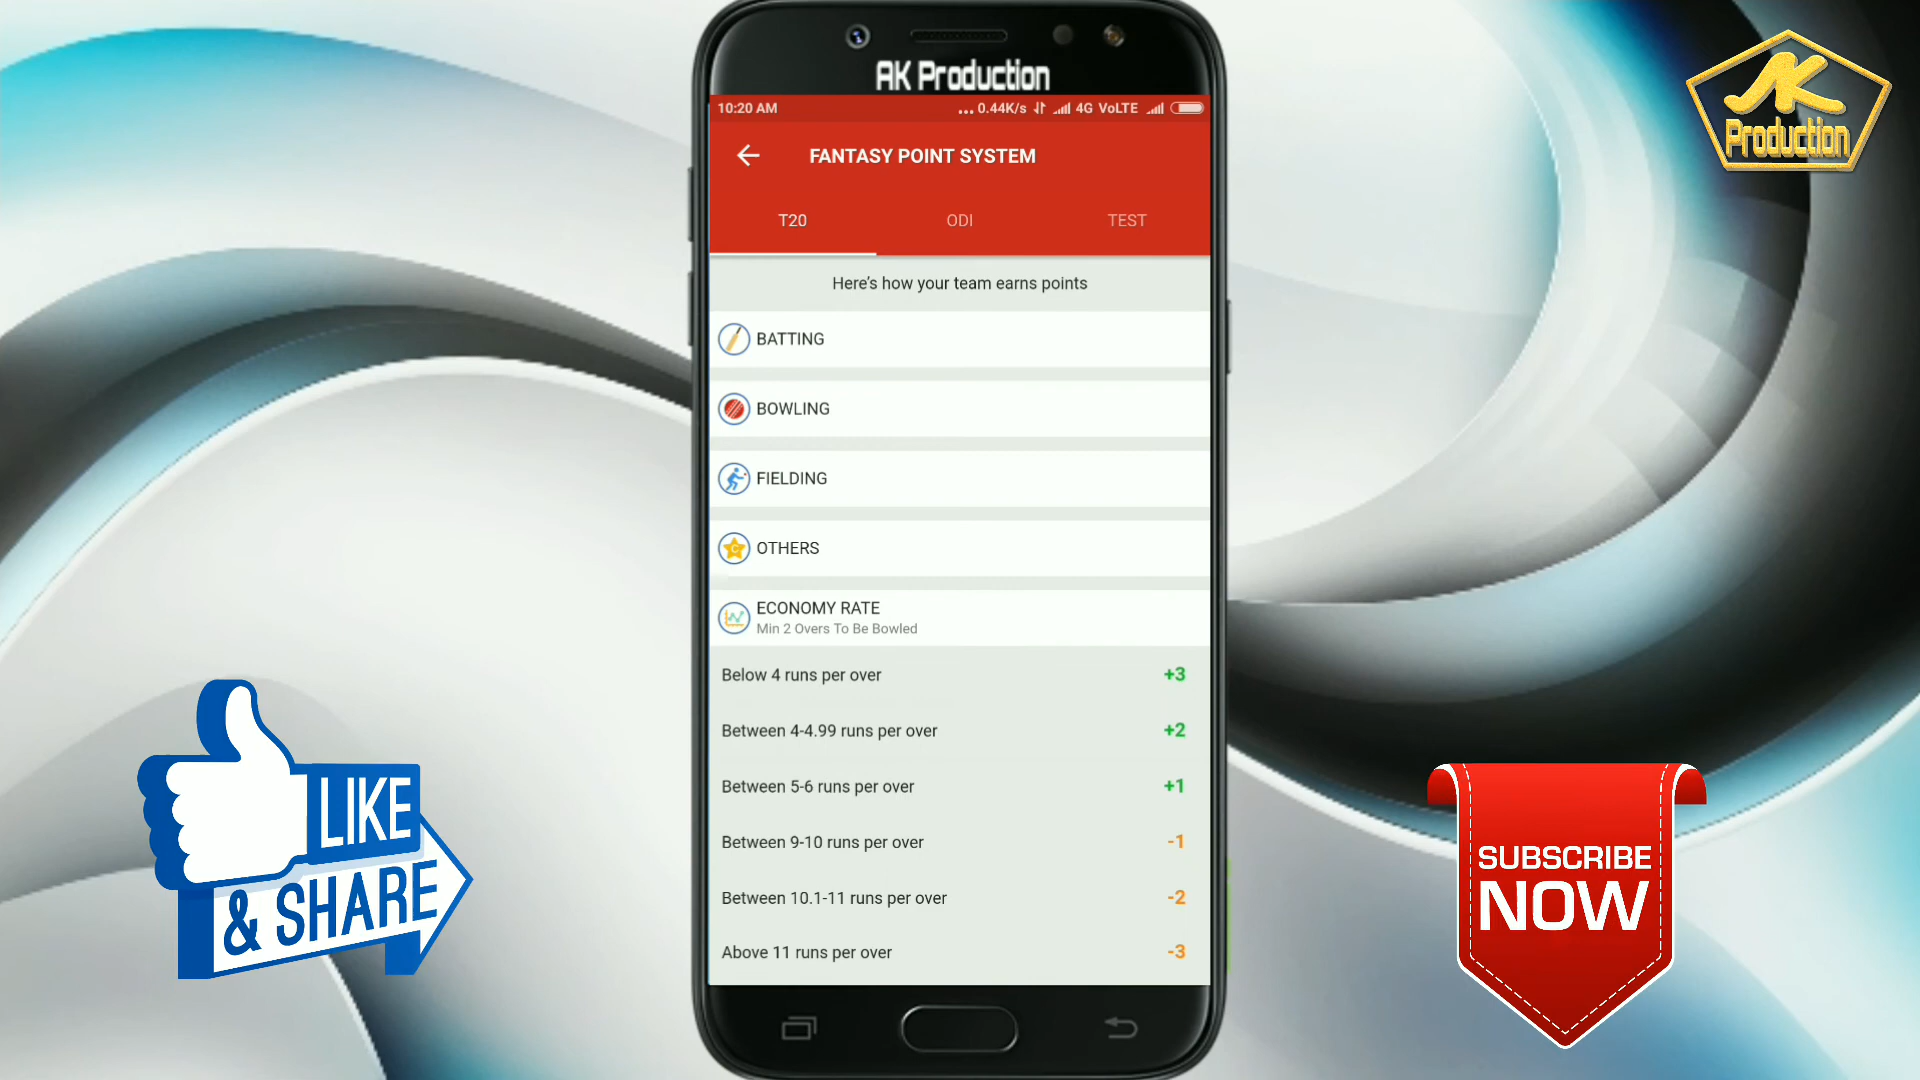 AK Production
10:20 AM
... 0.44K/s 4G VoLTE
FANTASY POINT SYSTEM
T20 ODI TEST
Here's how your team earns points
BATTING
BOWLING
FIELDING
OTHERS
ECONOMY RATE
Min 2 Overs To Be Bowled
Below 4 runs per over +3
Between 4-4.99 runs per over +2
Between 5-6 runs per over +1
Between 9-10 runs per over -1
Between 10.1-11 runs per over -2
Above 11 runs per over -3
AK
Production
LIKE
& SHARE
SUBSCRIBE
NOW